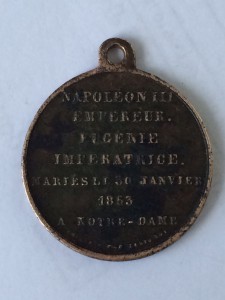 NAPOLEON III
EMPEREUR.
EUGENIE
IMPERATRICE.
MARIÉS LE 30 JANVIER
1853
A NOTRE-DAME